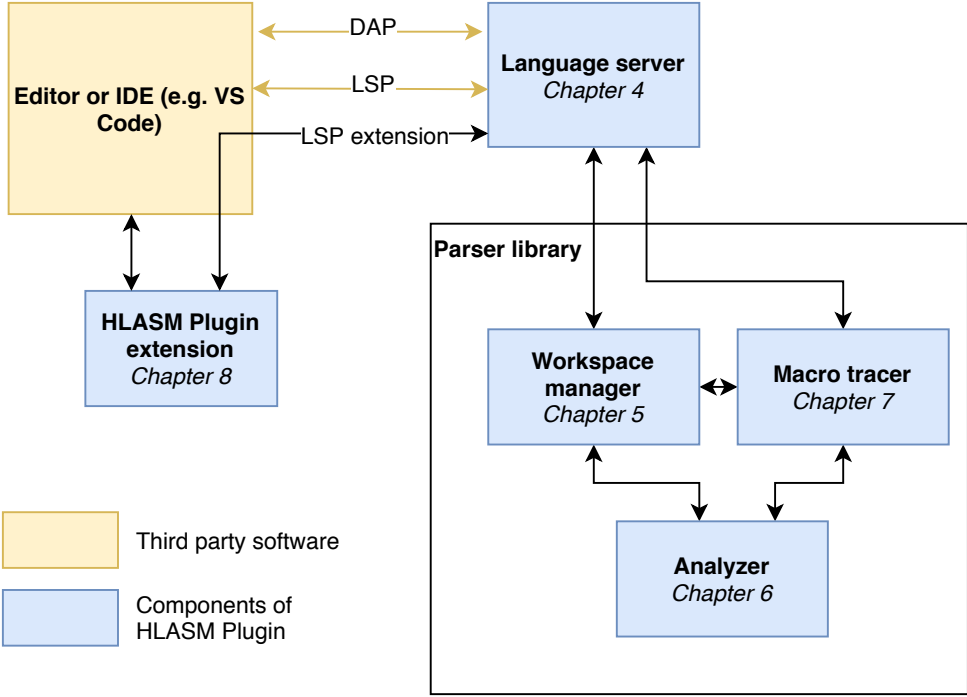 DAP
LSP
LSP extension
Editor or IDE (e.g. VS
Code)
Language server
Chapter 4
HLASM Plugin
extension
Chapter 8
Parser library
Workspace
manager
Chapter 5
Macro tracer
Chapter 7
Analyzer
Chapter 6
Third party software
Components of
HLASM Plugin